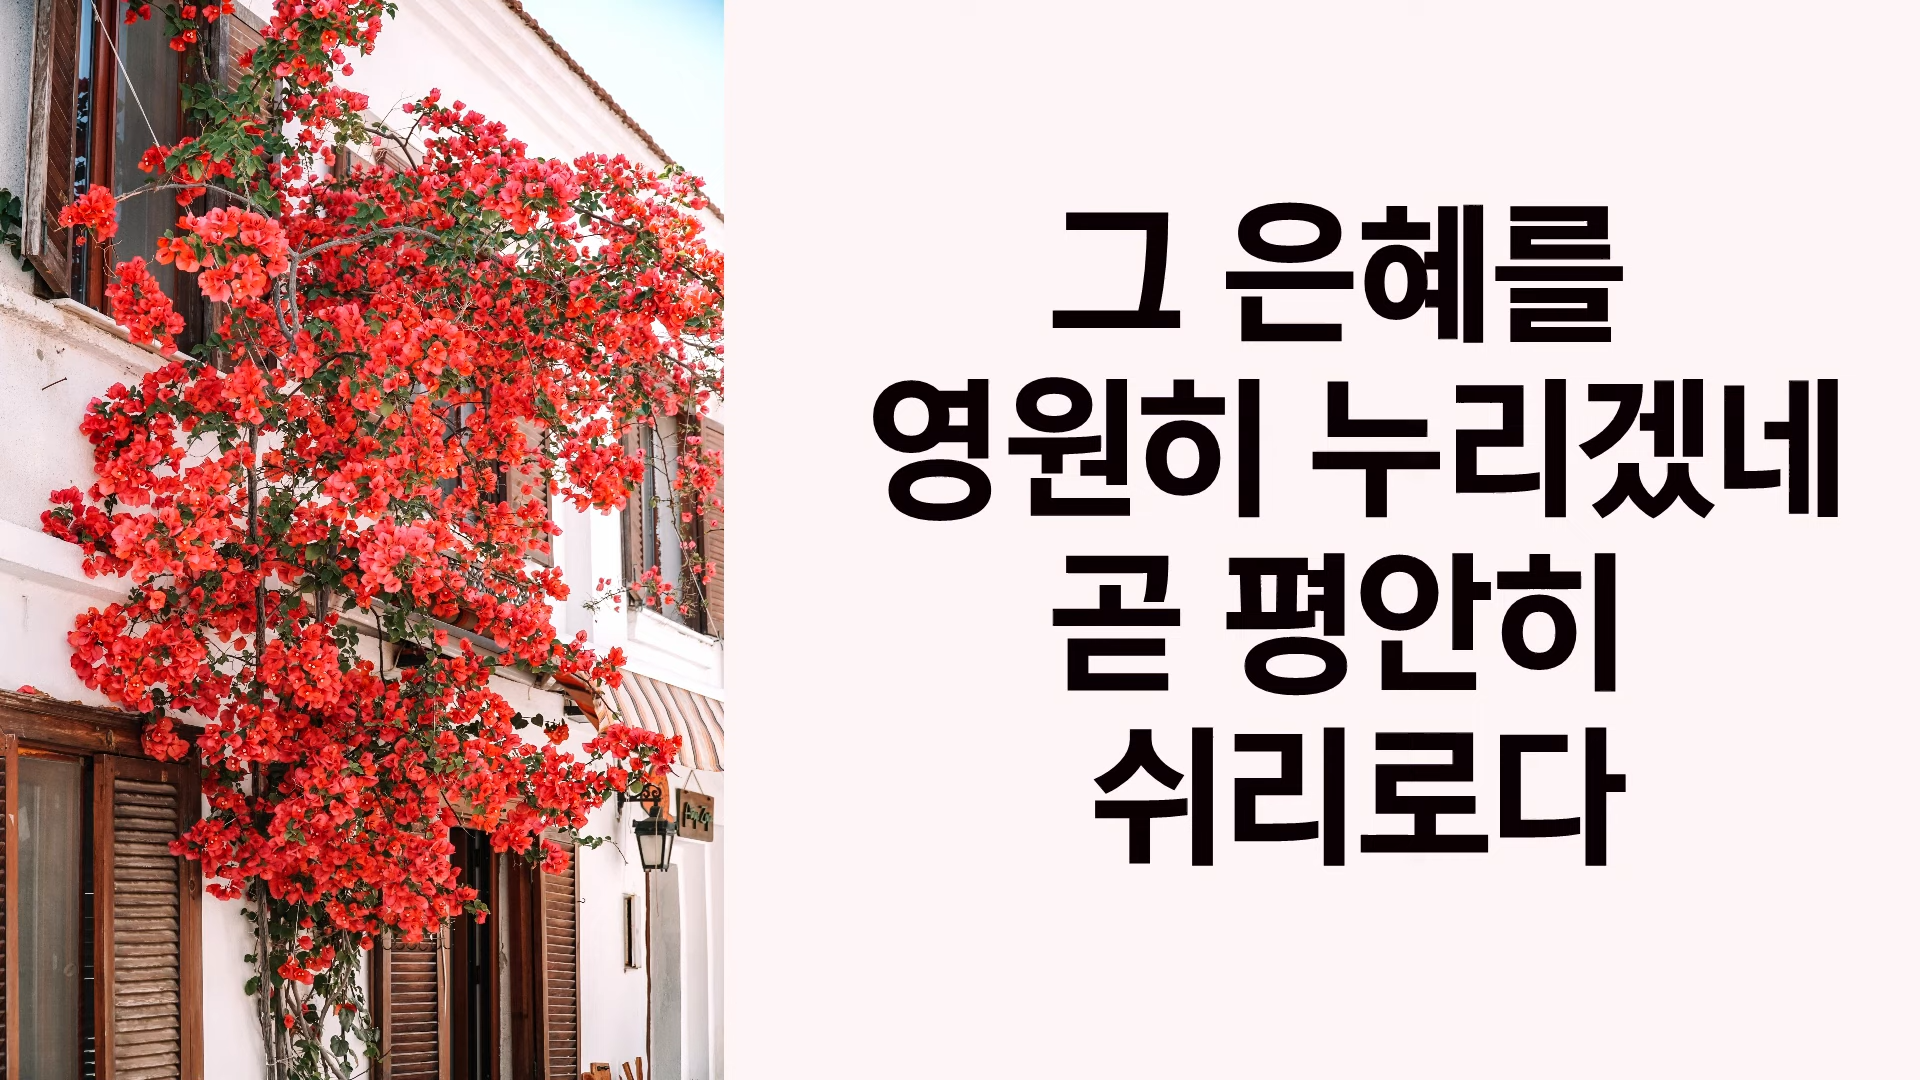 그 은혜를
영원히 누리겠네
곧 평안히
쉬리로다